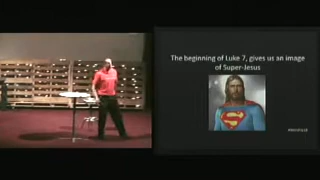 The beginning of Luke 7, gives us an image
of Super-Jesus